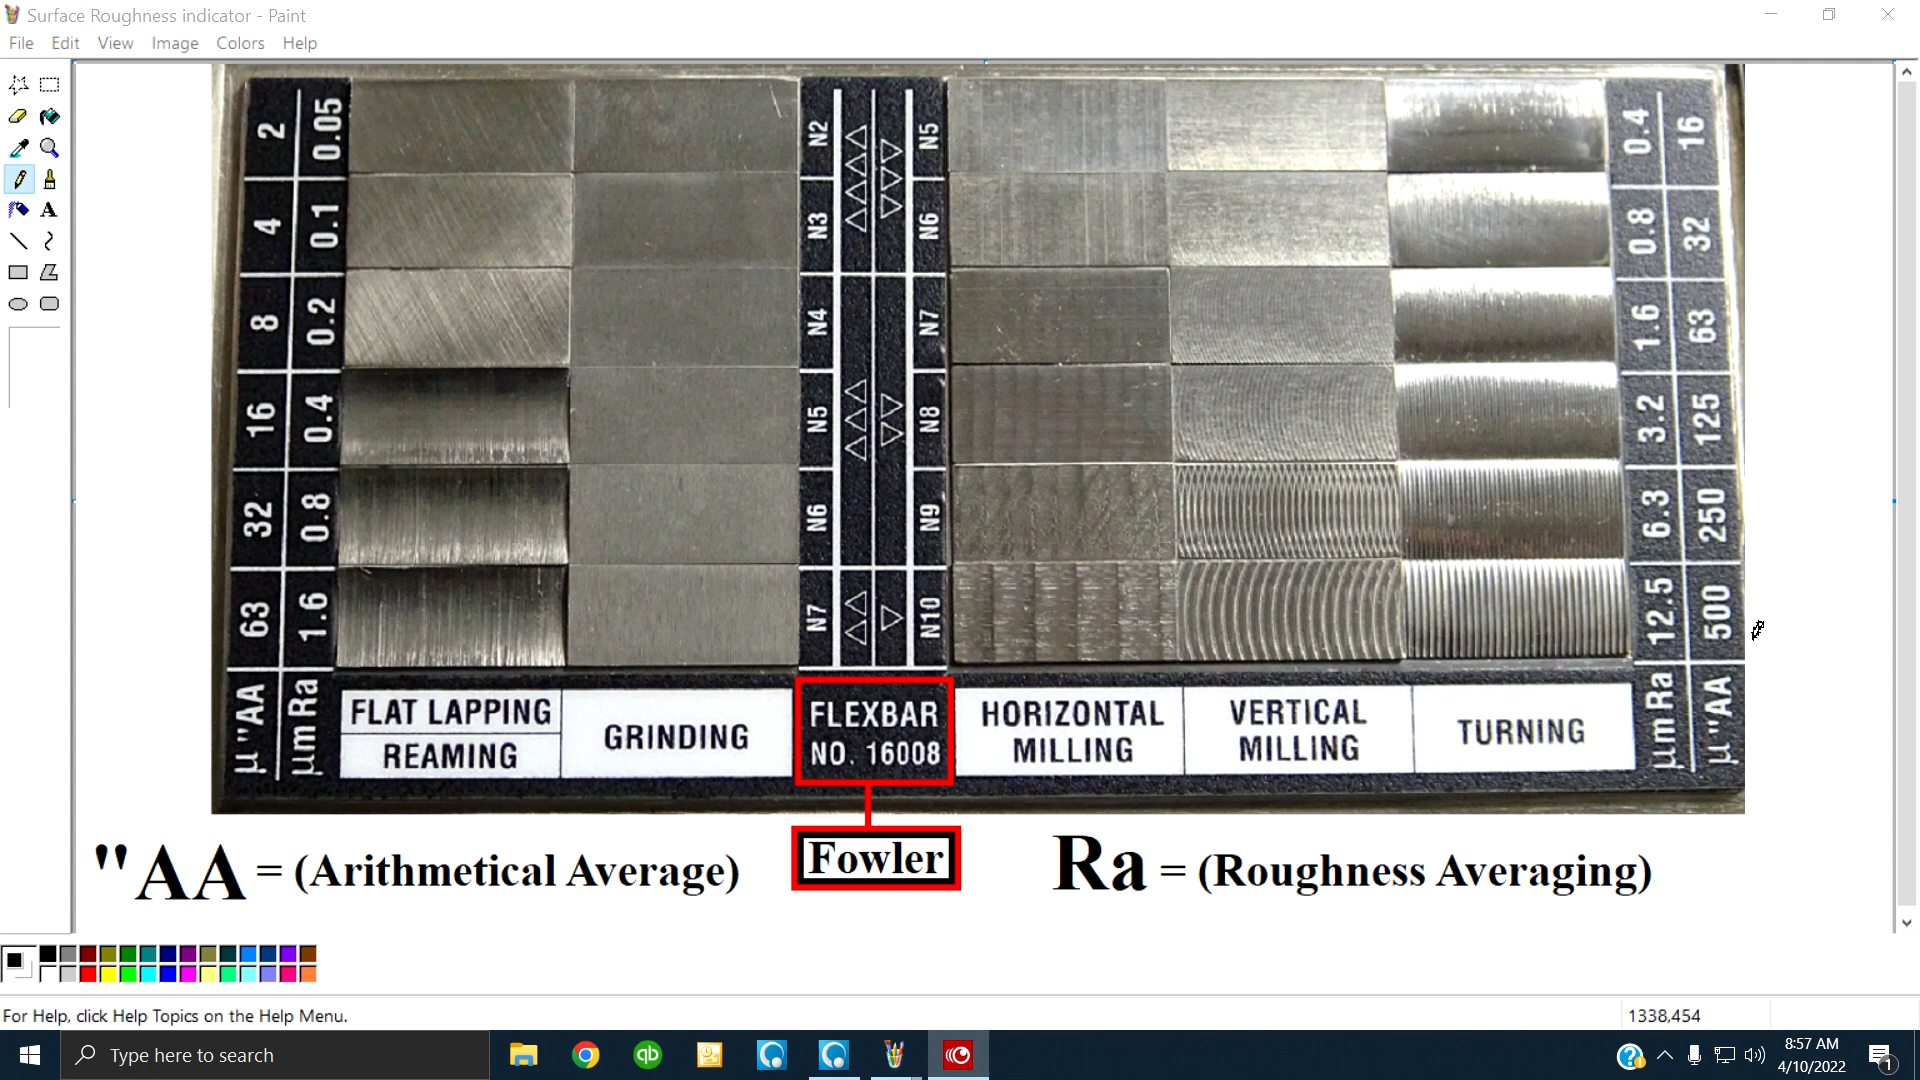 Surface Roughness indicator - Paint
File Edit View Image Colors Help
2 0.05 N2 N5 0.4 16
4 0.1 N3 N6 0.8 32
8 0.2 N4 N7 1.6 63
16 0.4 N5 N8 3.2 125
32 0.8 N6 N9 6.3 250
63 1.6 N7 N10 12.5 500
µ"AA µmRa
FLAT LAPPING
REAMING
GRINDING
FLEXBAR
NO. 16008
HORIZONTAL
MILLING
VERTICAL
MILLING
TURNING
µmRa µ"AA
"AA = (Arithmetical Average)
Fowler
Ra = (Roughness Averaging)
For Help, click Help Topics on the Help Menu.
1338,454
Type here to search
qb
8:57 AM
4/10/2022
1